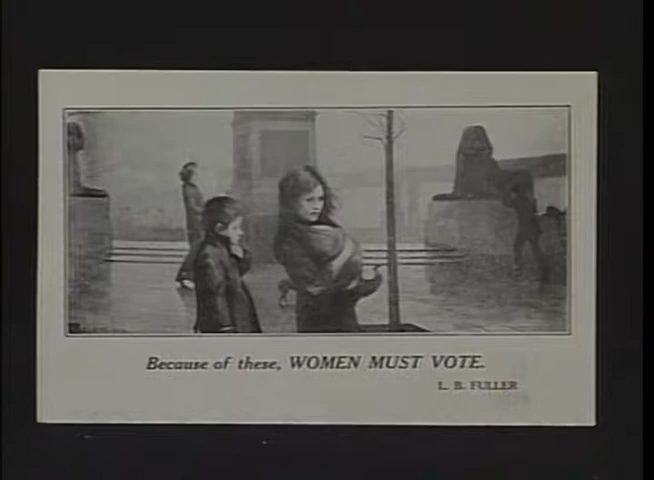 Because of these, WOMEN MUST VOTE.
L. B. FULLER